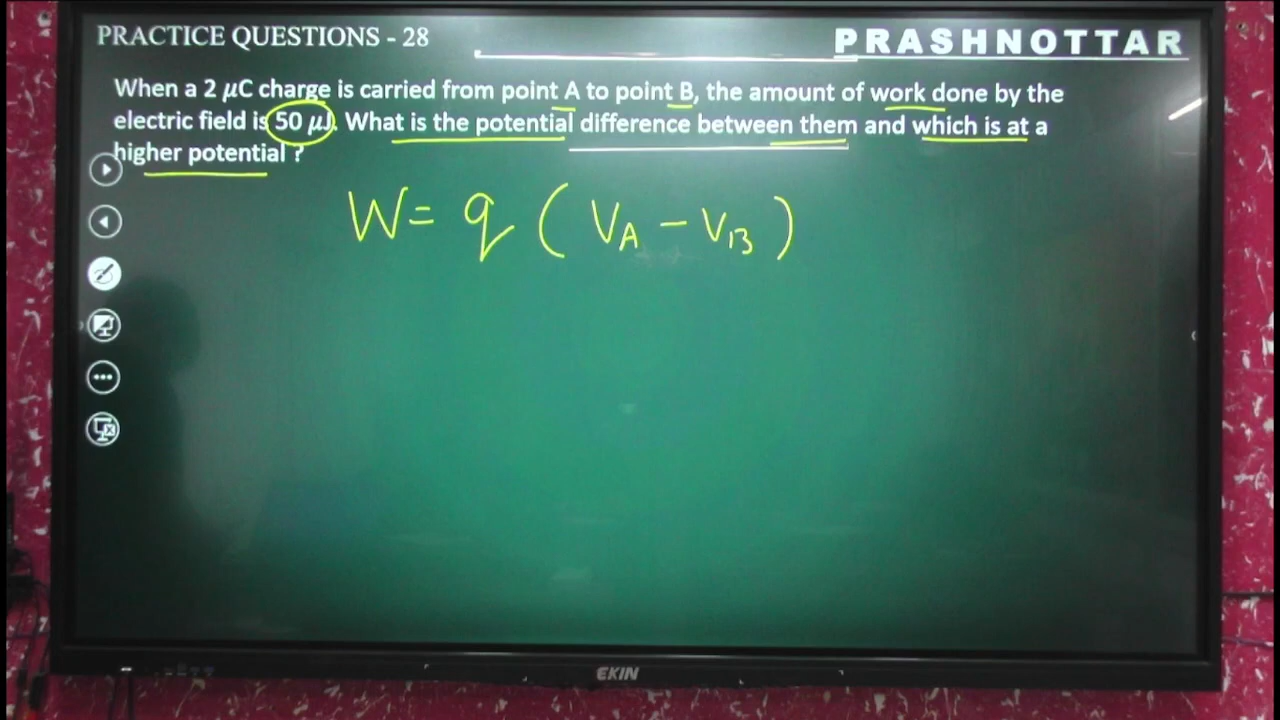 PRACTICE QUESTIONS - 28
PRASHNOTTAR
When a 2 μC charge is carried from point A to point B, the amount of work done by the
electric field is 50 μJ. What is the potential difference between them and which is at a
higher potential ?
W = q ( V_A - V_B )
EKIN